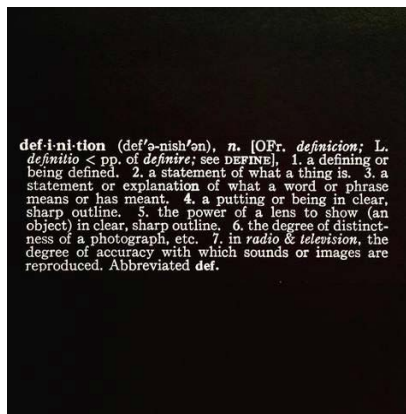 def·i·ni·tion (def′ə-nish′ən), n. [OFr. definicion; L.
definitio < pp. of definire; see DEFINE], 1. a defining or
being defined. 2. a statement of what a thing is. 3. a
statement or explanation of what a word or phrase
means or has meant. 4. a putting or being in clear,
sharp outline. 5. the power of a lens to show (an
object) in clear, sharp outline. 6. the degree of distinct-
ness of a photograph, etc. 7. in radio & television, the
degree of accuracy with which sounds or images are
reproduced. Abbreviated def.